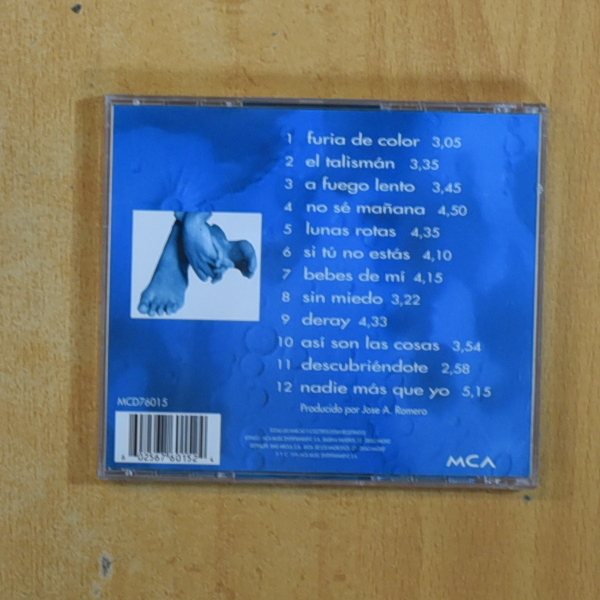 1 furia de color 3,05
2 el talismán 3,35
3 a fuego lento 3,45
4 no sé mañana 4,50
5 lunas rotas 4,35
6 si tú no estás 4,10
7 bebes de mí 4,15
8 sin miedo 3,22
9 deray 4,33
10 así son las cosas 3,54
11 descubriéndote 2,58
12 nadie más que yo 5,15
Producido por Jose A. Romero
MCD76015
MCA